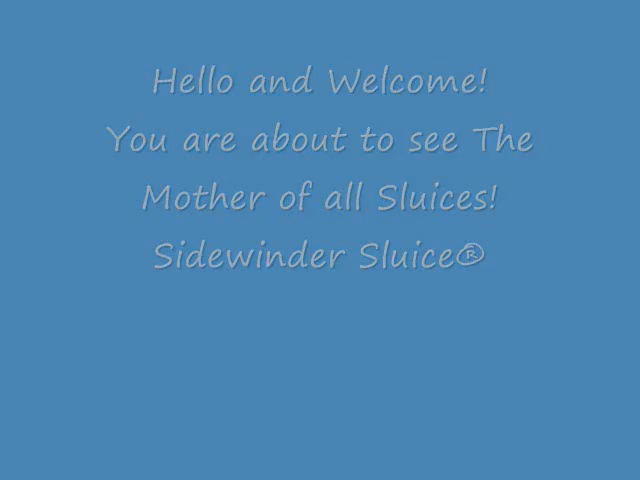 Hello and Welcome!
You are about to see The
Mother of all Sluices!
Sidewinder Sluice®